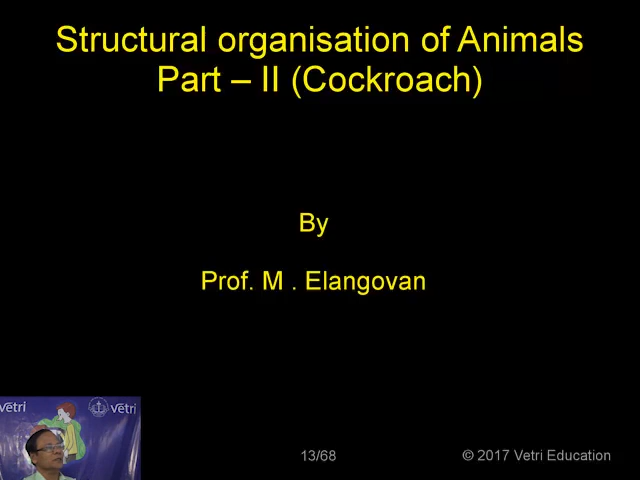 Structural organisation of Animals
Part – II (Cockroach)
By
Prof. M . Elangovan
vetri
vetri
13/68
© 2017 Vetri Education